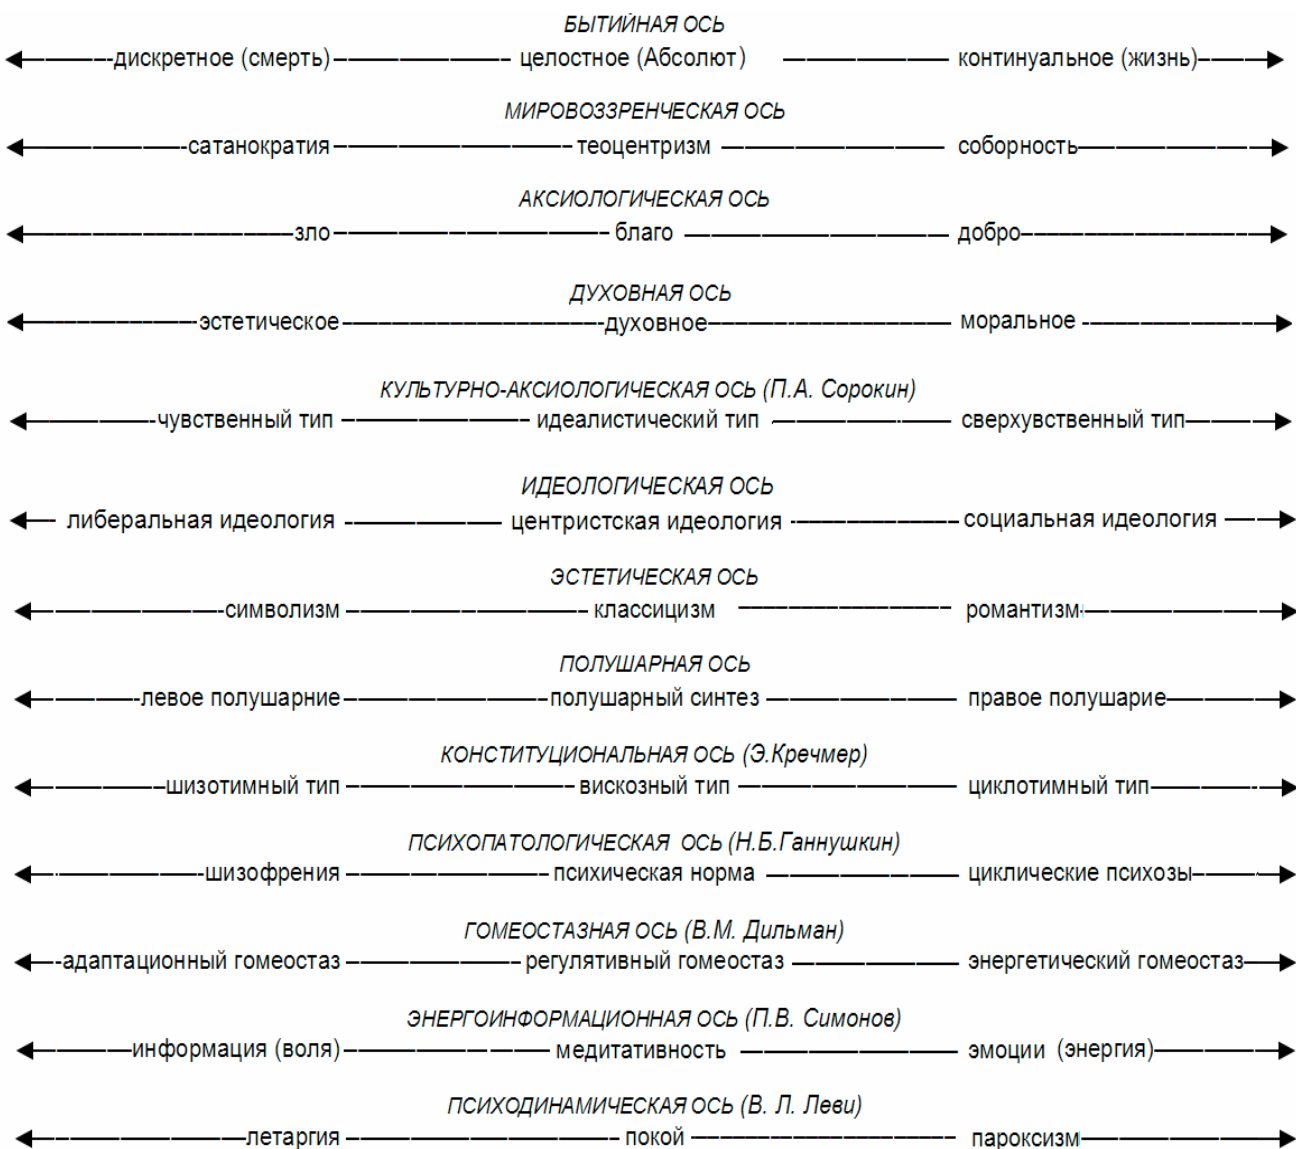 БЫТИЙНАЯ ОСЬ
дискретное (смерть) целостное (Абсолют) континуальное (жизнь)
МИРОВОЗЗРЕНЧЕСКАЯ ОСЬ
сатанократия теоцентризм соборность
АКСИОЛОГИЧЕСКАЯ ОСЬ
зло благо добро
ДУХОВНАЯ ОСЬ
эстетическое духовное моральное
КУЛЬТУРНО-АКСИОЛОГИЧЕСКАЯ ОСЬ (П.А. Сорокин)
чувственный тип идеалистический тип сверхувственный тип
ИДЕОЛОГИЧЕСКАЯ ОСЬ
либеральная идеология центристская идеология социальная идеология
ЭСТЕТИЧЕСКАЯ ОСЬ
символизм классицизм романтизм
ПОЛУШАРНАЯ ОСЬ
левое полушарние полушарный синтез правое полушарие
КОНСТИТУЦИОНАЛЬНАЯ ОСЬ (Э.Кречмер)
шизотимный тип вискозный тип циклотимный тип
ПСИХОПАТОЛОГИЧЕСКАЯ ОСЬ (Н.Б.Ганнушкин)
шизофрения психическая норма циклические психозы
ГОМЕОСТАЗНАЯ ОСЬ (В.М. Дильман)
адаптационный гомеостаз регулятивный гомеостаз энергетический гомеостаз
ЭНЕРГОИНФОРМАЦИОННАЯ ОСЬ (П.В. Симонов)
информация (воля) медитативность эмоции (энергия)
ПСИХОДИНАМИЧЕСКАЯ ОСЬ (В. Л. Леви)
летаргия покой пароксизм